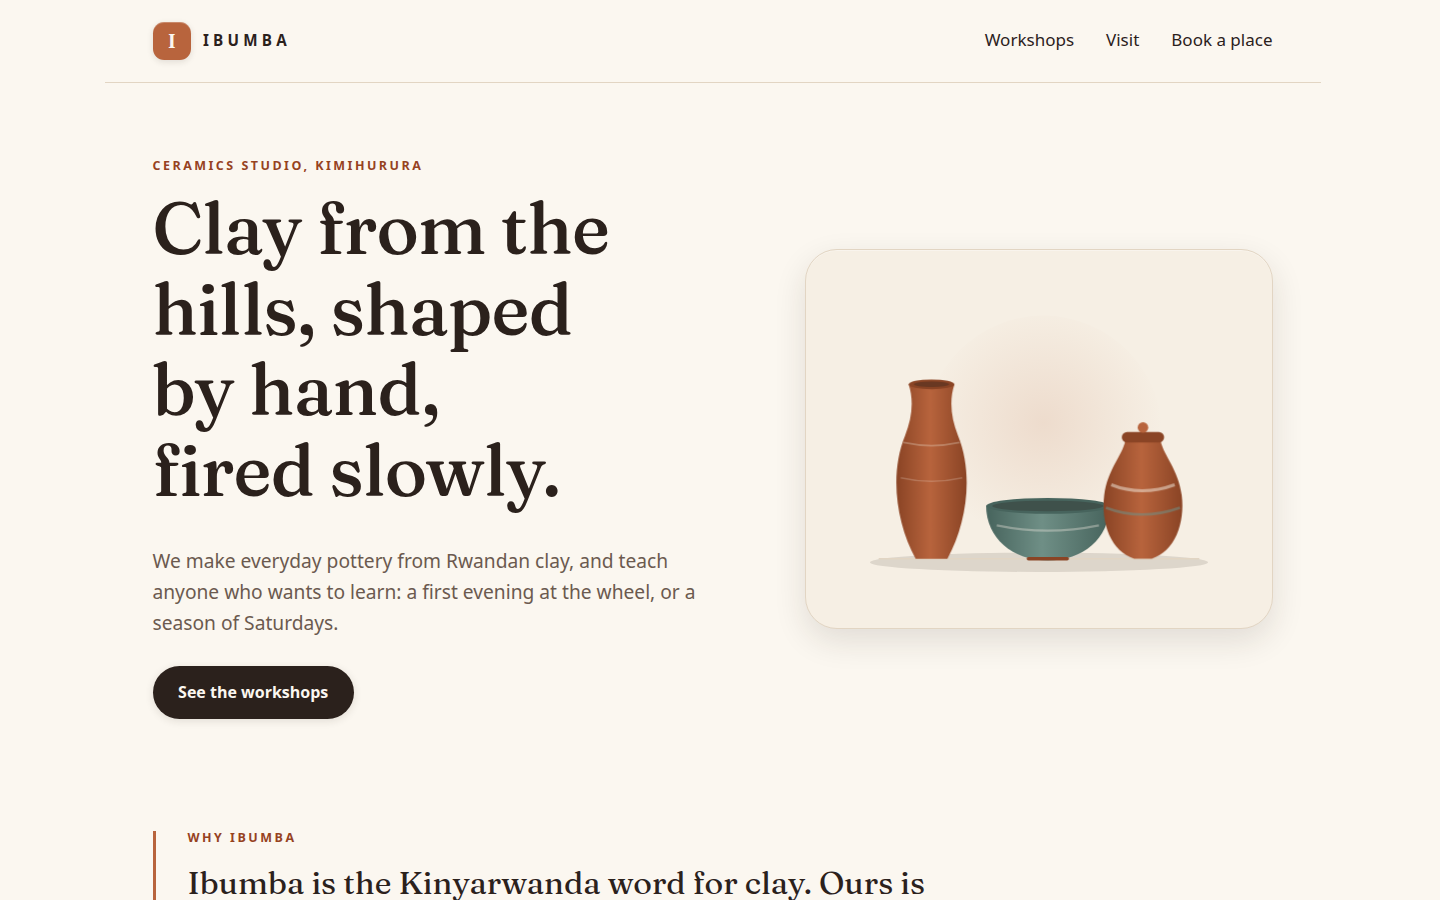 I IBUMBA
Workshops Visit Book a place
CERAMICS STUDIO, KIMIHURURA
Clay from the
hills, shaped
by hand,
fired slowly.
We make everyday pottery from Rwandan clay, and teach
anyone who wants to learn: a first evening at the wheel, or a
season of Saturdays.
See the workshops
WHY IBUMBA
Ibumba is the Kinyarwanda word for clay. Ours is